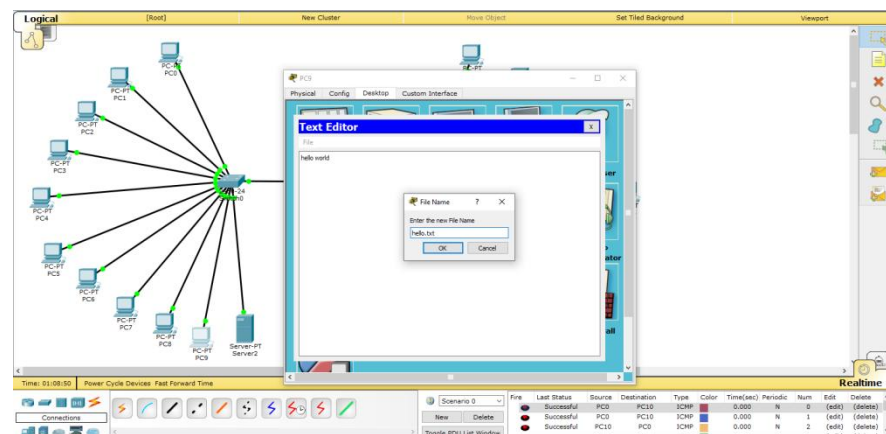 Logical
[Root]
New Cluster
Move Object
Set Tiled Background
Viewport
PC-PT
PC0
PC-PT
PC1
PC-PT
PC2
PC-PT
PC3
PC-PT
PC4
PC-PT
PC5
PC-PT
PC6
PC-PT
PC7
PC-PT
PC8
PC-PT
PC9
Server-PT
Server2
PC9
Physical Config Desktop Custom Interface
Text Editor
x
File
hello world
File Name ?
Enter the new File Name
hello.txt
OK Cancel
Time: 01:08:50 Power Cycle Devices Fast Forward Time
Realtime
Connections
Scenario 0
New Delete
Toggle PDU List Window
Fire Last Status Source Destination Type Color Time(sec) Periodic Num Edit Delete
Successful PC0 PC10 ICMP 0.000 N 0 (edit) (delete)
Successful PC0 PC10 ICMP 0.000 N 1 (edit) (delete)
Successful PC10 PC0 ICMP 0.000 N 2 (edit) (delete)